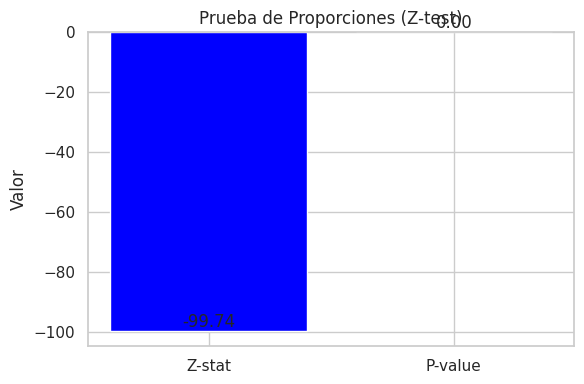 Prueba de Proporciones (Z-test)
0.00
0
−20
−40
−60
−80
−100
Valor
-99.74
Z-stat
P-value